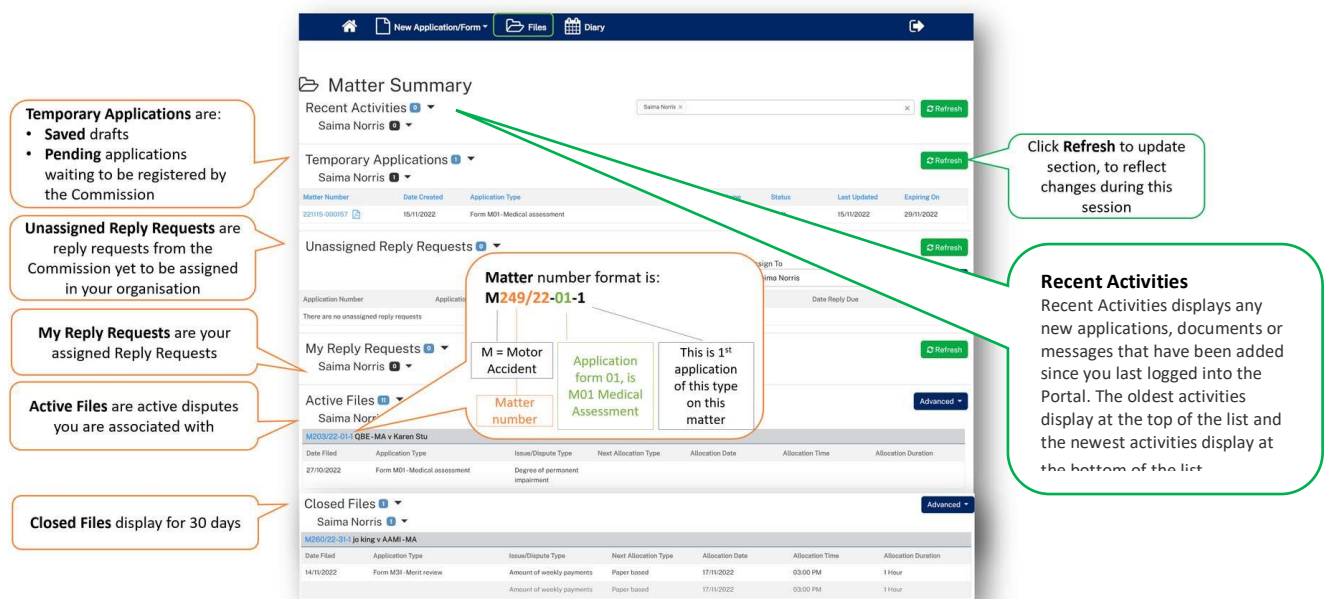 New Application/Form
Files
Diary
Matter Summary
Recent Activities 0
Saima Norris ×
×
Refresh
Saima Norris 0
Temporary Applications 1
Refresh
Saima Norris 1
Matter Number Date Created Application Type Status Last Updated Expiring On
221115-000157 15/11/2022 Form M01-Medical assessment 15/11/2022 29/11/2022
Unassigned Reply Requests 0
Refresh
sign To
ima Norris
Application Number Applicatio Date Reply Due
There are no unassigned reply requests
My Reply Requests 0
Refresh
Saima Norris 0
Active Files 11
Advanced
Saima Norri
M203/22-01-1 QBE-MA v Karen Stu
Date Filed Application Type Issue/Dispute Type Next Allocation Type Allocation Date Allocation Time Allocation Duration
27/10/2022 Form M01-Medical assessment Degree of permanent
impairment
Closed Files 1
Advanced
Saima Norris 1
M260/22-31-1 jo king v AAMI-MA
Date Filed Application Type Issue/Dispute Type Next Allocation Type Allocation Date Allocation Time Allocation Duration
14/11/2022 Form M31-Merit review Amount of weekly payments Paper based 17/11/2022 03:00 PM 1 Hour
Amount of weekly payments Paper based 17/11/2022 03:00 PM 1 Hour
Temporary Applications are:
• Saved drafts
• Pending applications
waiting to be registered by
the Commission
Unassigned Reply Requests are
reply requests from the
Commission yet to be assigned
in your organisation
My Reply Requests are your
assigned Reply Requests
Active Files are active disputes
you are associated with
Closed Files display for 30 days
Matter number format is:
M249/22-01-1
M = Motor
Accident
Matter
number
Application
form 01, is
M01 Medical
Assessment
This is 1st
application
of this type
on this
matter
Click Refresh to update
section, to reflect
changes during this
session
Recent Activities
Recent Activities displays any
new applications, documents or
messages that have been added
since you last logged into the
Portal. The oldest activities
display at the top of the list and
the newest activities display at
the bottom of the list